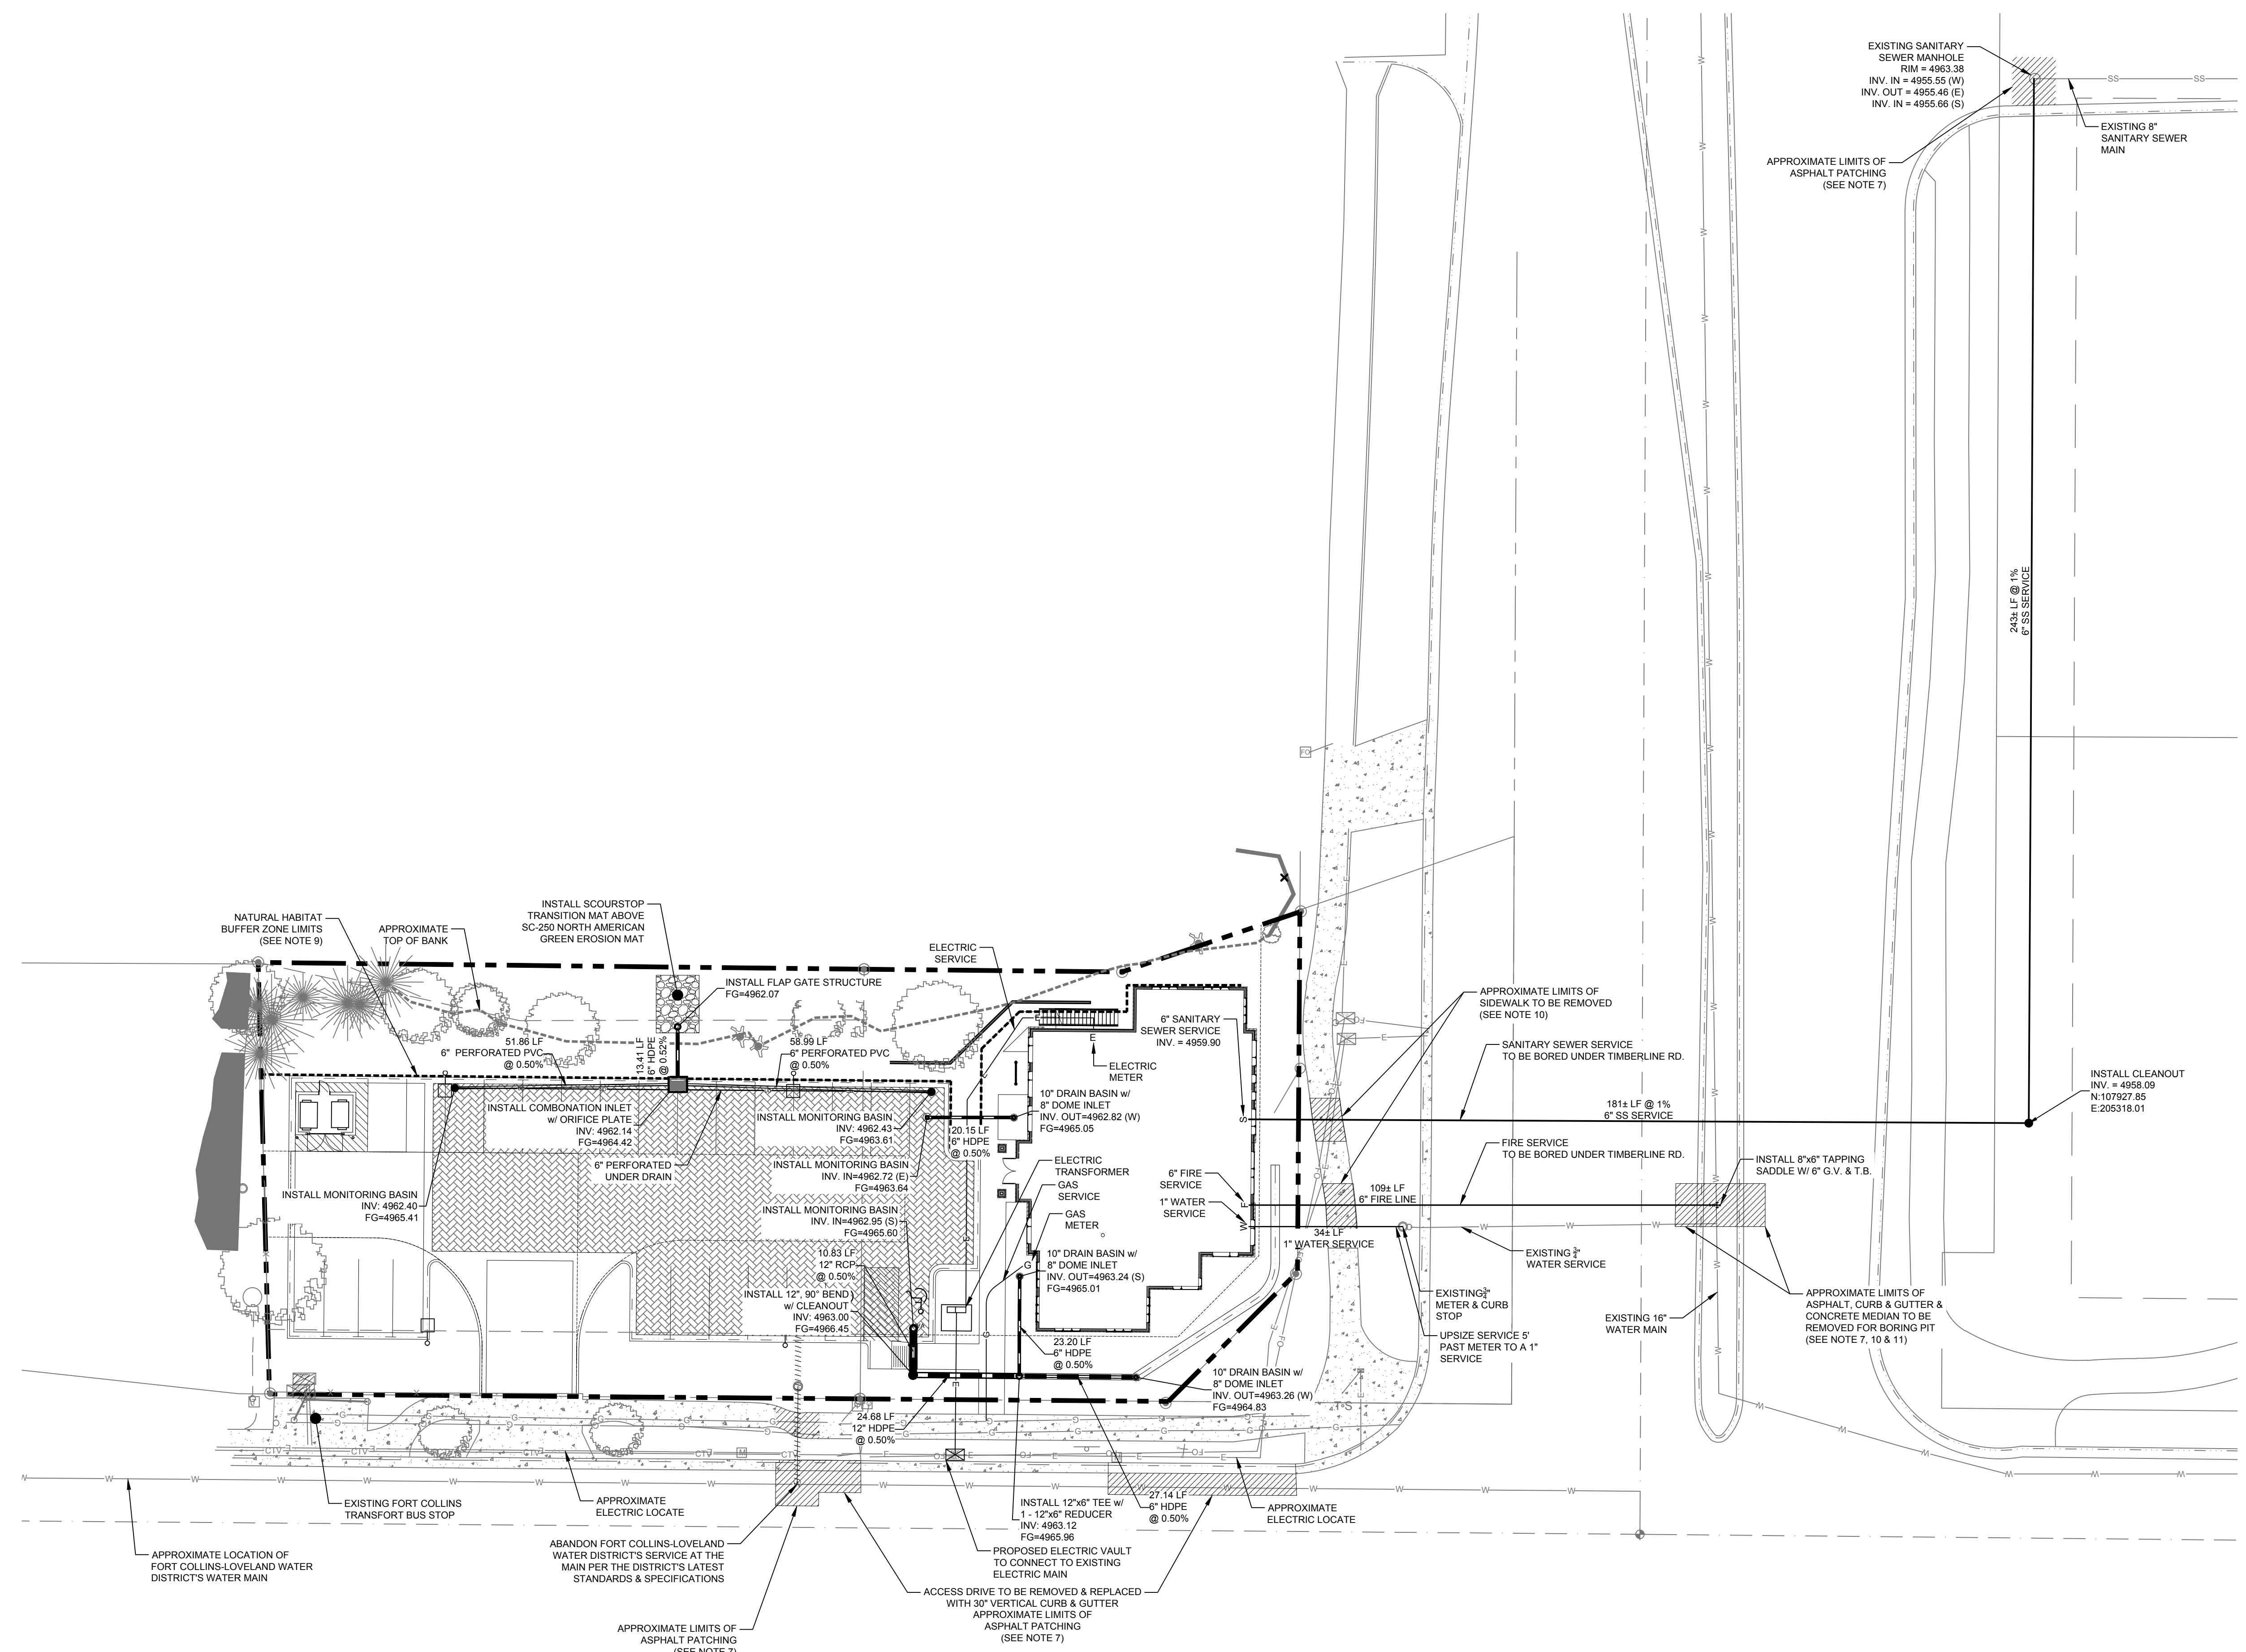 EXISTING SANITARY
SEWER MANHOLE
RIM = 4963.38
INV. IN = 4955.55 (W)
INV. OUT = 4955.46 (E)
INV. IN = 4955.66 (S)
SS
SS
EXISTING 8"
SANITARY SEWER
MAIN
APPROXIMATE LIMITS OF
ASPHALT PATCHING
(SEE NOTE 7)
243± LF @ 1%
6" SS SERVICE
FO
INSTALL SCOURSTOP
TRANSITION MAT ABOVE
SC-250 NORTH AMERICAN
GREEN EROSION MAT
NATURAL HABITAT
BUFFER ZONE LIMITS
(SEE NOTE 9)
APPROXIMATE
TOP OF BANK
ELECTRIC
SERVICE
INSTALL FLAP GATE STRUCTURE
FG=4962.07
APPROXIMATE LIMITS OF
SIDEWALK TO BE REMOVED
(SEE NOTE 10)
6" SANITARY
SEWER SERVICE
INV. = 4959.90
51.86 LF
6" PERFORATED PVC
@ 0.50%
13.41 LF
6" HDPE
@ 0.52%
58.99 LF
6" PERFORATED PVC
@ 0.50%
E
ELECTRIC
METER
SANITARY SEWER SERVICE
TO BE BORED UNDER TIMBERLINE RD.
INSTALL CLEANOUT
INV. = 4958.09
N:107927.85
E:205318.01
10" DRAIN BASIN w/
8" DOME INLET
INV. OUT=4962.82 (W)
FG=4965.05
INSTALL COMBONATION INLET
w/ ORIFICE PLATE
INV: 4962.14
FG=4964.42
INSTALL MONITORING BASIN
INV: 4962.43
FG=4963.61
181± LF @ 1%
6" SS SERVICE
S
20.15 LF
6" HDPE
@ 0.50%
FIRE SERVICE
TO BE BORED UNDER TIMBERLINE RD.
6" PERFORATED
UNDER DRAIN
INSTALL MONITORING BASIN
INV. IN=4962.72 (E)
FG=4963.64
ELECTRIC
TRANSFORMER
GAS
SERVICE
6" FIRE
SERVICE
INSTALL 8"x6" TAPPING
SADDLE W/ 6" G.V. & T.B.
INSTALL MONITORING BASIN
INV: 4962.40
FG=4965.41
109± LF
6" FIRE LINE
F
1" WATER
SERVICE
INSTALL MONITORING BASIN
INV. IN=4962.95 (S)
FG=4965.60
GAS
METER
W
34± LF
1" WATER SERVICE
W
W
W
10.83 LF
12" RCP
@ 0.50%
G
10" DRAIN BASIN w/
8" DOME INLET
INV. OUT=4963.24 (S)
FG=4965.01
EXISTING ¾"
WATER SERVICE
INSTALL 12", 90° BEND
w/ CLEANOUT
INV: 4963.00
FG=4966.45
EXISTING ¾"
METER & CURB
STOP
EXISTING 16"
WATER MAIN
APPROXIMATE LIMITS OF
ASPHALT, CURB & GUTTER &
CONCRETE MEDIAN TO BE
REMOVED FOR BORING PIT
(SEE NOTE 7, 10 & 11)
UPSIZE SERVICE 5'
PAST METER TO A 1"
SERVICE
23.20 LF
6" HDPE
@ 0.50%
10" DRAIN BASIN w/
8" DOME INLET
INV. OUT=4963.26 (W)
FG=4964.83
24.68 LF
12" HDPE
@ 0.50%
EXISTING FORT COLLINS
TRANSFORT BUS STOP
APPROXIMATE
ELECTRIC LOCATE
INSTALL 12"x6" TEE w/
1 - 12"x6" REDUCER
INV: 4963.12
FG=4965.96
27.14 LF
6" HDPE
@ 0.50%
APPROXIMATE
ELECTRIC LOCATE
APPROXIMATE LOCATION OF
FORT COLLINS-LOVELAND WATER
DISTRICT'S WATER MAIN
ABANDON FORT COLLINS-LOVELAND
WATER DISTRICT'S SERVICE AT THE
MAIN PER THE DISTRICT'S LATEST
STANDARDS & SPECIFICATIONS
PROPOSED ELECTRIC VAULT
TO CONNECT TO EXISTING
ELECTRIC MAIN
ACCESS DRIVE TO BE REMOVED & REPLACED
WITH 30" VERTICAL CURB & GUTTER
APPROXIMATE LIMITS OF
ASPHALT PATCHING
(SEE NOTE 7)
APPROXIMATE LIMITS OF
ASPHALT PATCHING
(SEE NOTE 7)